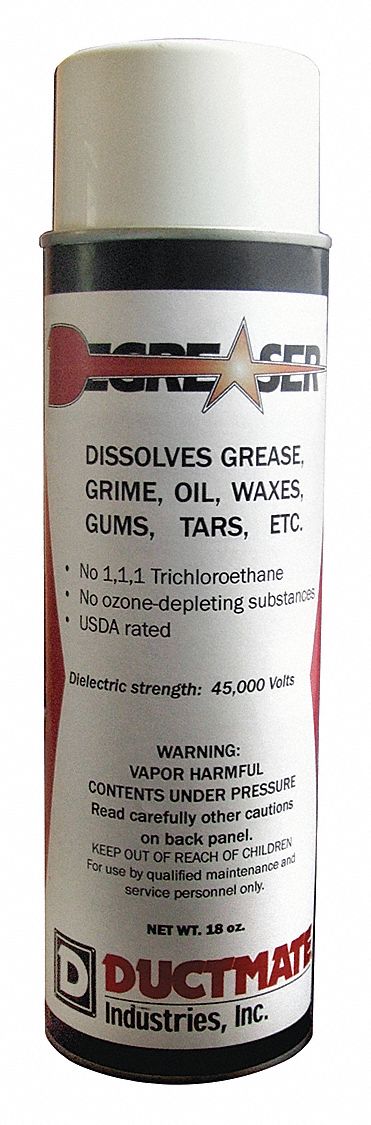 DEGREASER
DISSOLVES GREASE,
GRIME, OIL, WAXES,
GUMS, TARS, ETC.
• No 1,1,1 Trichloroethane
• No ozone-depleting substances
• USDA rated
Dielectric strength: 45,000 Volts
WARNING:
VAPOR HARMFUL
CONTENTS UNDER PRESSURE
Read carefully other cautions
on back panel.
KEEP OUT OF REACH OF CHILDREN
For use by qualified maintenance and
service personnel only.
NET WT. 18 oz.
D DUCTMATE
Industries, Inc.